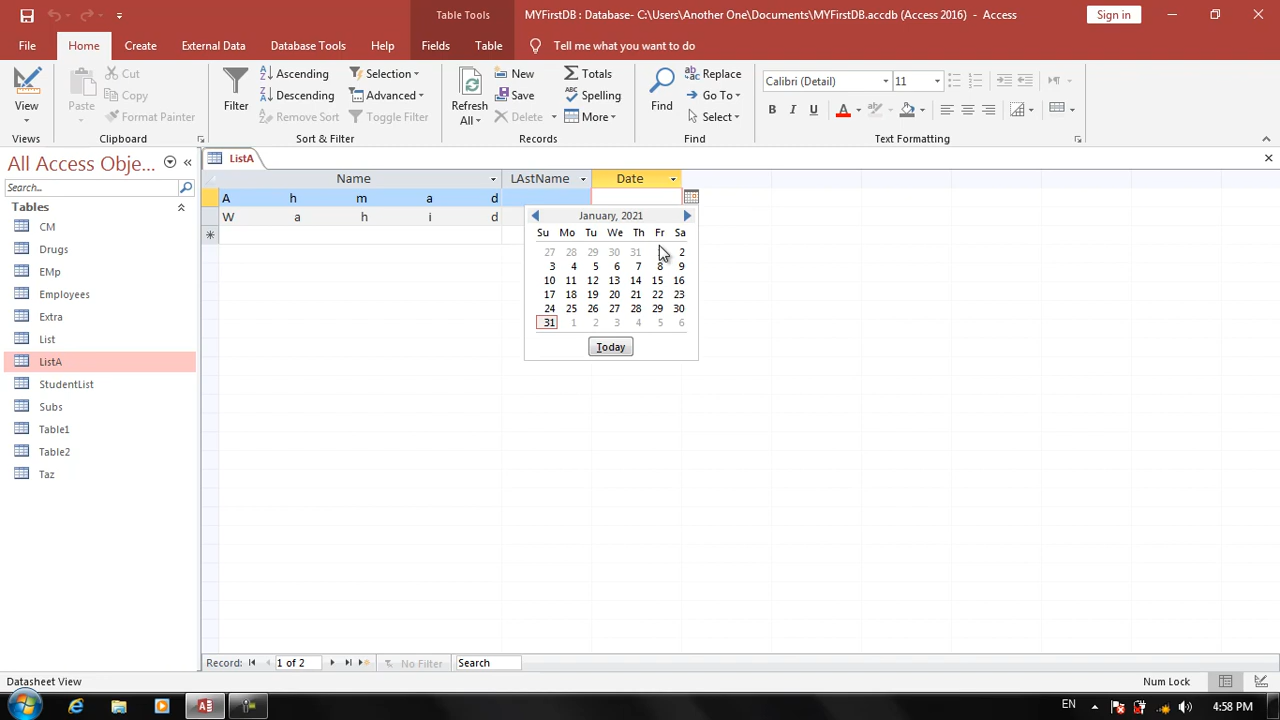 Table Tools
MYFirstDB : Database- C:\Users\Another One\Documents\MYFirstDB.accdb (Access 2016) - Access
Sign in
File Home Create External Data Database Tools Help Fields Table Tell me what you want to do
View
Views
Paste
Cut
Copy
Format Painter
Clipboard
Filter
Ascending
Descending
Remove Sort
Selection
Advanced
Toggle Filter
Sort & Filter
Refresh All
New
Save
Delete
Totals
Spelling
More
Records
Find
Replace
Go To
Select
Find
Calibri (Detail) 11
B I U A
Text Formatting
All Access Obje...
Search...
Tables
CM
Drugs
EMp
Employees
Extra
List
ListA
StudentList
Subs
Table1
Table2
Taz
ListA
Name LAstName Date
A h m a d
W a h i d
January, 2021
Su Mo Tu We Th Fr Sa
27 28 29 30 31 2
3 4 5 6 7 8 9
10 11 12 13 14 15 16
17 18 19 20 21 22 23
24 25 26 27 28 29 30
31 1 2 3 4 5 6
Today
Record: 1 of 2 No Filter Search
Datasheet View Num Lock
EN 4:58 PM